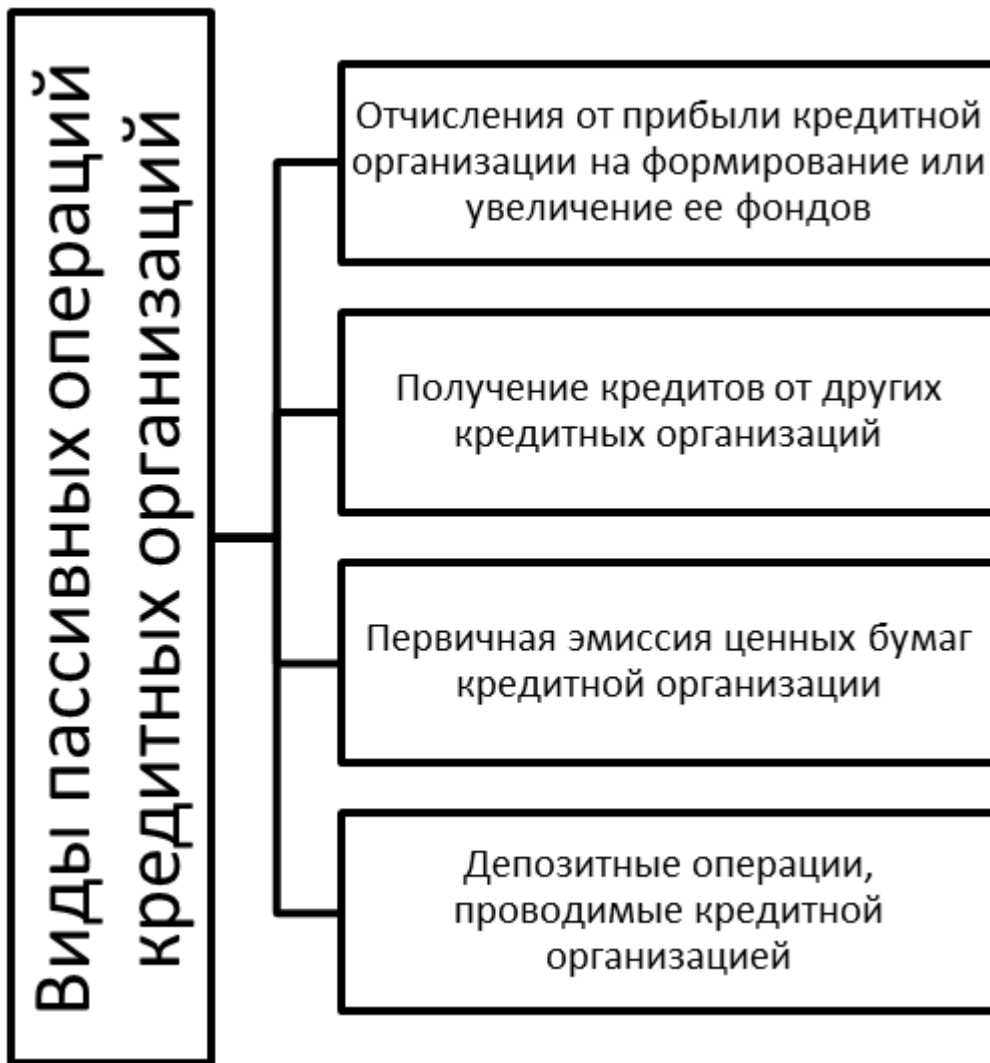 Виды пассивных операций
кредитных организаций
Отчисления от прибыли кредитной
организации на формирование или
увеличение ее фондов
Получение кредитов от других
кредитных организаций
Первичная эмиссия ценных бумаг
кредитной организации
Депозитные операции,
проводимые кредитной
организацией